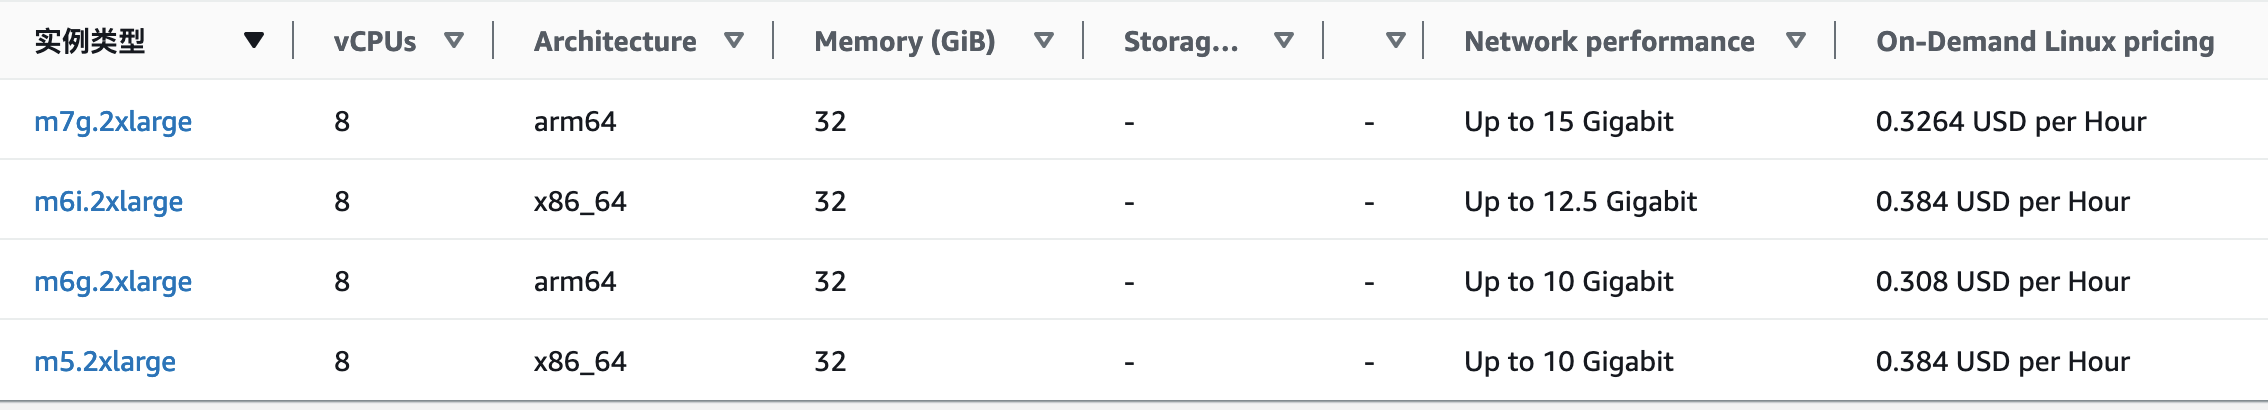 实例类型 vCPUs Architecture Memory (GiB) Storag... Network performance On-Demand Linux pricing
m7g.2xlarge 8 arm64 32 - - Up to 15 Gigabit 0.3264 USD per Hour
m6i.2xlarge 8 x86_64 32 - - Up to 12.5 Gigabit 0.384 USD per Hour
m6g.2xlarge 8 arm64 32 - - Up to 10 Gigabit 0.308 USD per Hour
m5.2xlarge 8 x86_64 32 - - Up to 10 Gigabit 0.384 USD per Hour